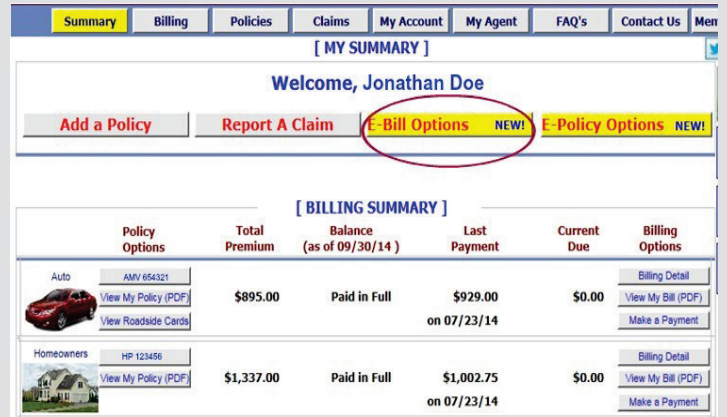 Summary Billing Policies Claims My Account My Agent FAQ's Contact Us
[ MY SUMMARY ]
Welcome, Jonathan Doe
Add a Policy Report A Claim E-Bill Options NEW! E-Policy Options NEW!
[ BILLING SUMMARY ]
Policy Total Balance Last Current Billing
Options Premium (as of 09/30/14 ) Payment Due Options
Auto AMV 654321 Billing Detail
View My Policy (PDF) $895.00 Paid in Full $929.00 $0.00 View My Bill (PDF)
View Roadside Cards on 07/23/14 Make a Payment
Homeowners HP 123456 Billing Detail
View My Policy (PDF) $1,337.00 Paid in Full $1,002.75 $0.00 View My Bill (PDF)
on 07/23/14 Make a Payment